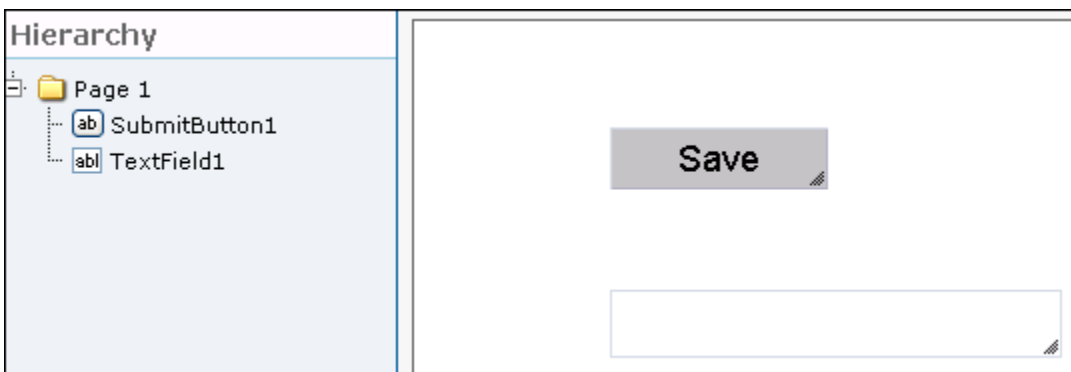 Hierarchy
Page 1
ab SubmitButton1
abl TextField1
Save